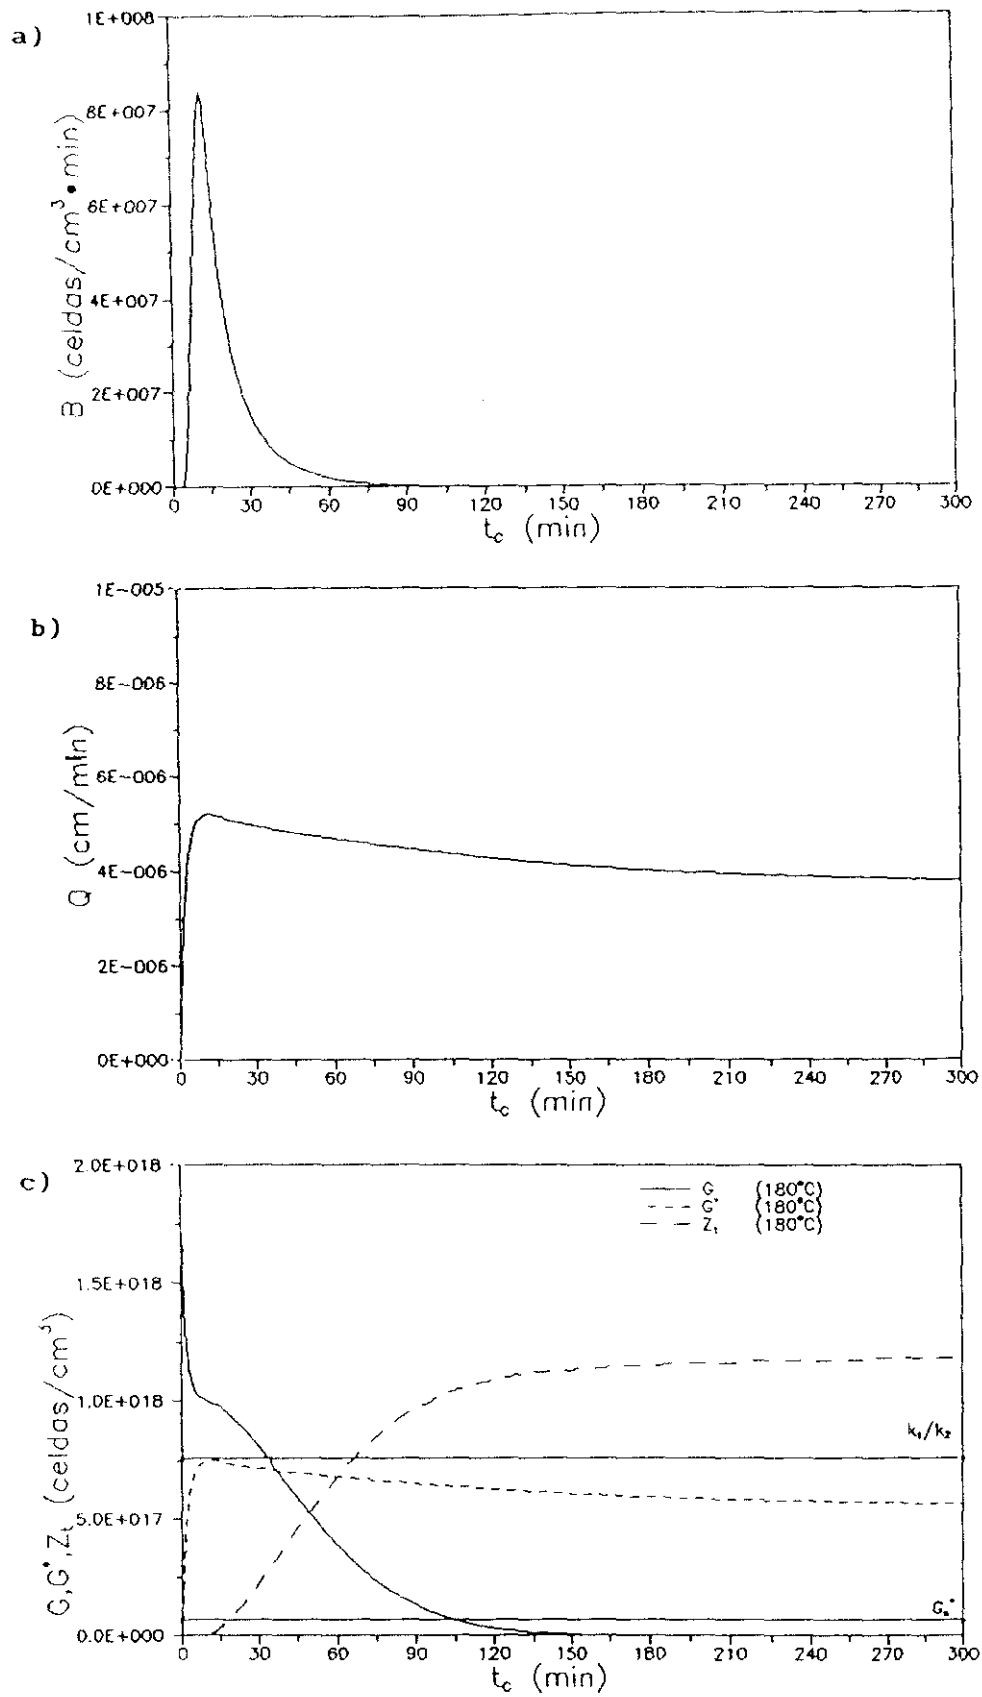 a)
1E+008
8E+007
6E+007
4E+007
2E+007
0E+000
B (celdas/cm³•min)
0 30 60 90 120 150 180 210 240 270 300
t_c (min)
b)
1E-005
8E-006
6E-006
4E-006
2E-006
0E+000
Q (cm/min)
0 30 60 90 120 150 180 210 240 270 300
t_c (min)
c)
2.0E+018
1.5E+018
1.0E+018
5.0E+017
0.0E+000
G,G*,Z_t (celdas/cm³)
G (180°C)
G* (180°C)
Z_t (180°C)
k₁/k₂
0 30 60 90 120 150 180 210 240 270 300
t_c (min)